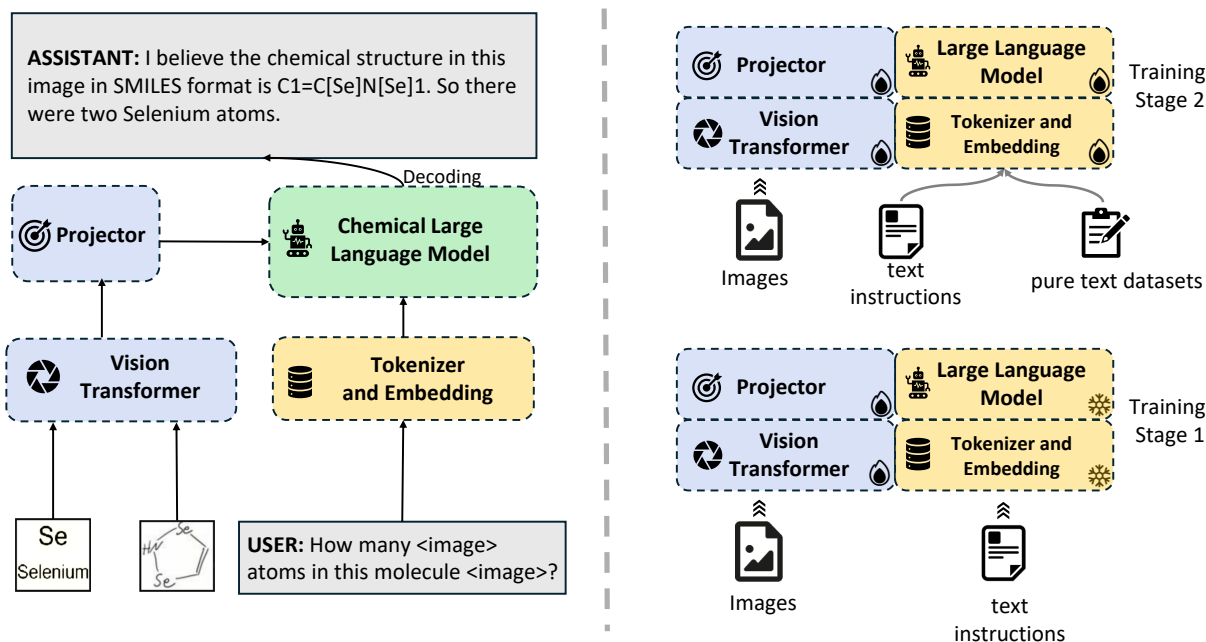 ASSISTANT: I believe the chemical structure in this
image in SMILES format is C1=C[Se]N[Se]1. So there
were two Selenium atoms.
Decoding
Projector
Chemical Large
Language Model
Vision
Transformer
Tokenizer
and Embedding
Se
Selenium
Se
HN
Se
USER: How many <image>
atoms in this molecule <image>?
Projector
Large Language
Model
Vision
Transformer
Tokenizer and
Embedding
Training
Stage 2
Images
text
instructions
pure text datasets
Projector
Large Language
Model
Vision
Transformer
Tokenizer and
Embedding
Training
Stage 1
Images
text
instructions